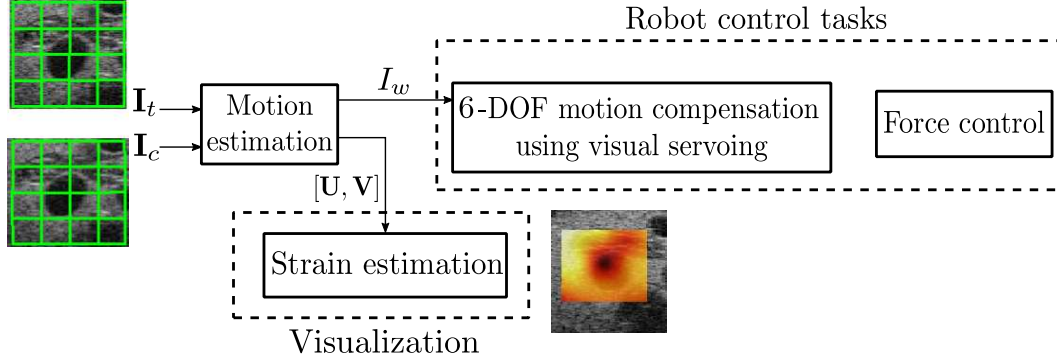 Robot control tasks
I_t
I_c
Motion
estimation
I_w
6-DOF motion compensation
using visual servoing
Force control
[U, V]
Strain estimation
Visualization